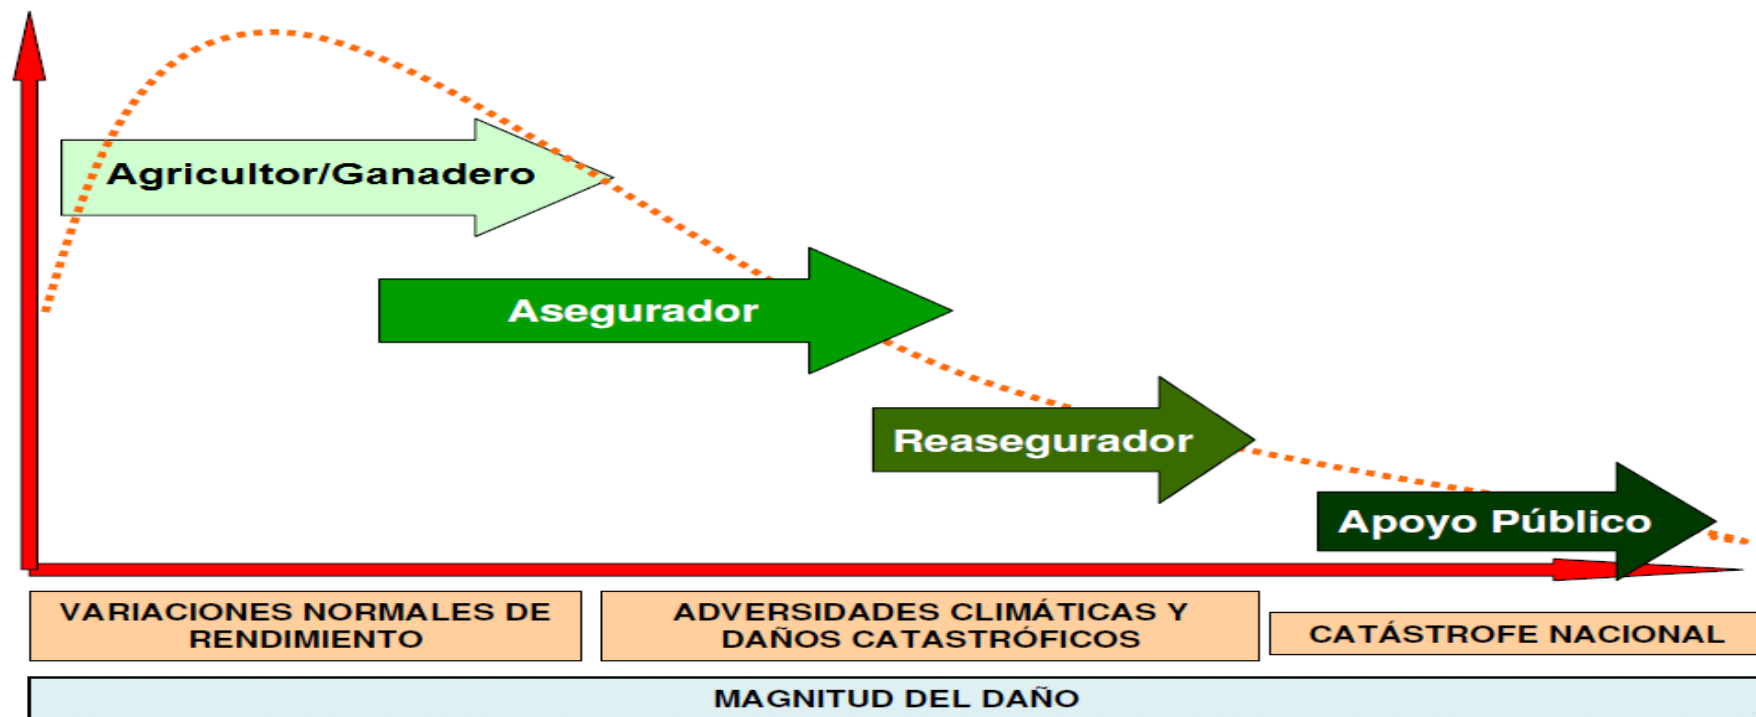 Agricultor/Ganadero
Asegurador
Reasegurador
Apoyo Público
VARIACIONES NORMALES DE
RENDIMIENTO
ADVERSIDADES CLIMÁTICAS Y
DAÑOS CATASTRÓFICOS
CATÁSTROFE NACIONAL
MAGNITUD DEL DAÑO